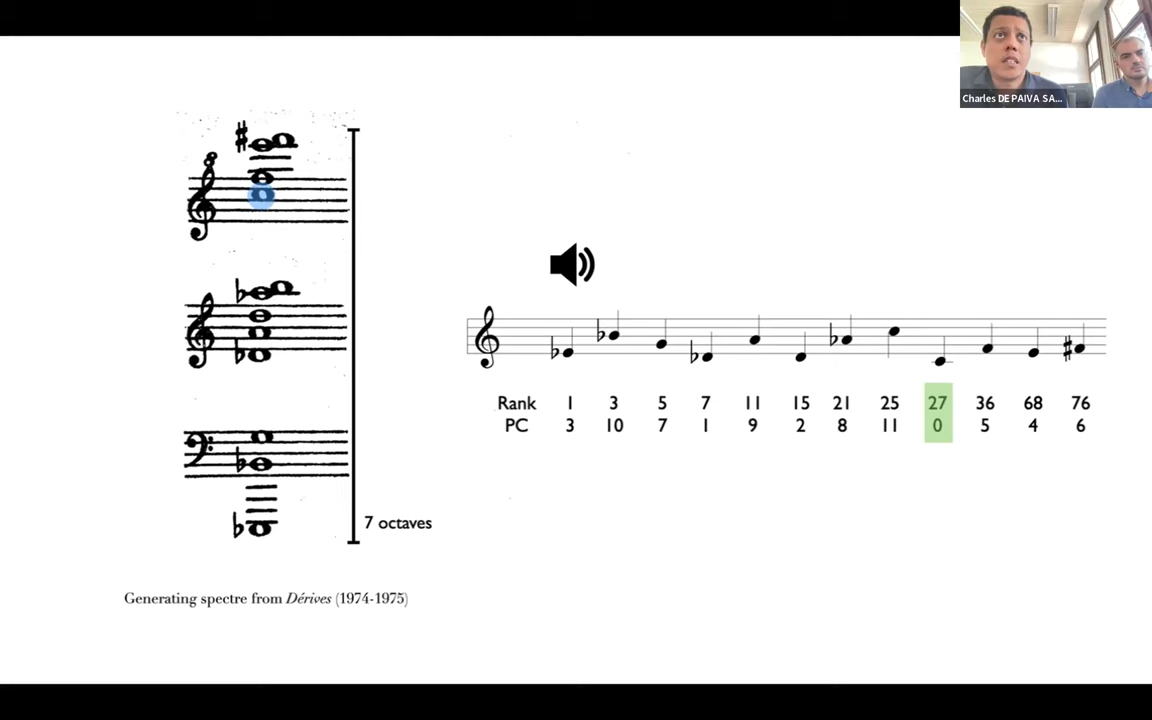 Charles DE PAIVA SA...
8
7 octaves
Rank 1 3 5 7 11 15 21 25 27 36 68 76
PC 3 10 7 1 9 2 8 11 0 5 4 6
Generating spectre from Dérives (1974-1975)